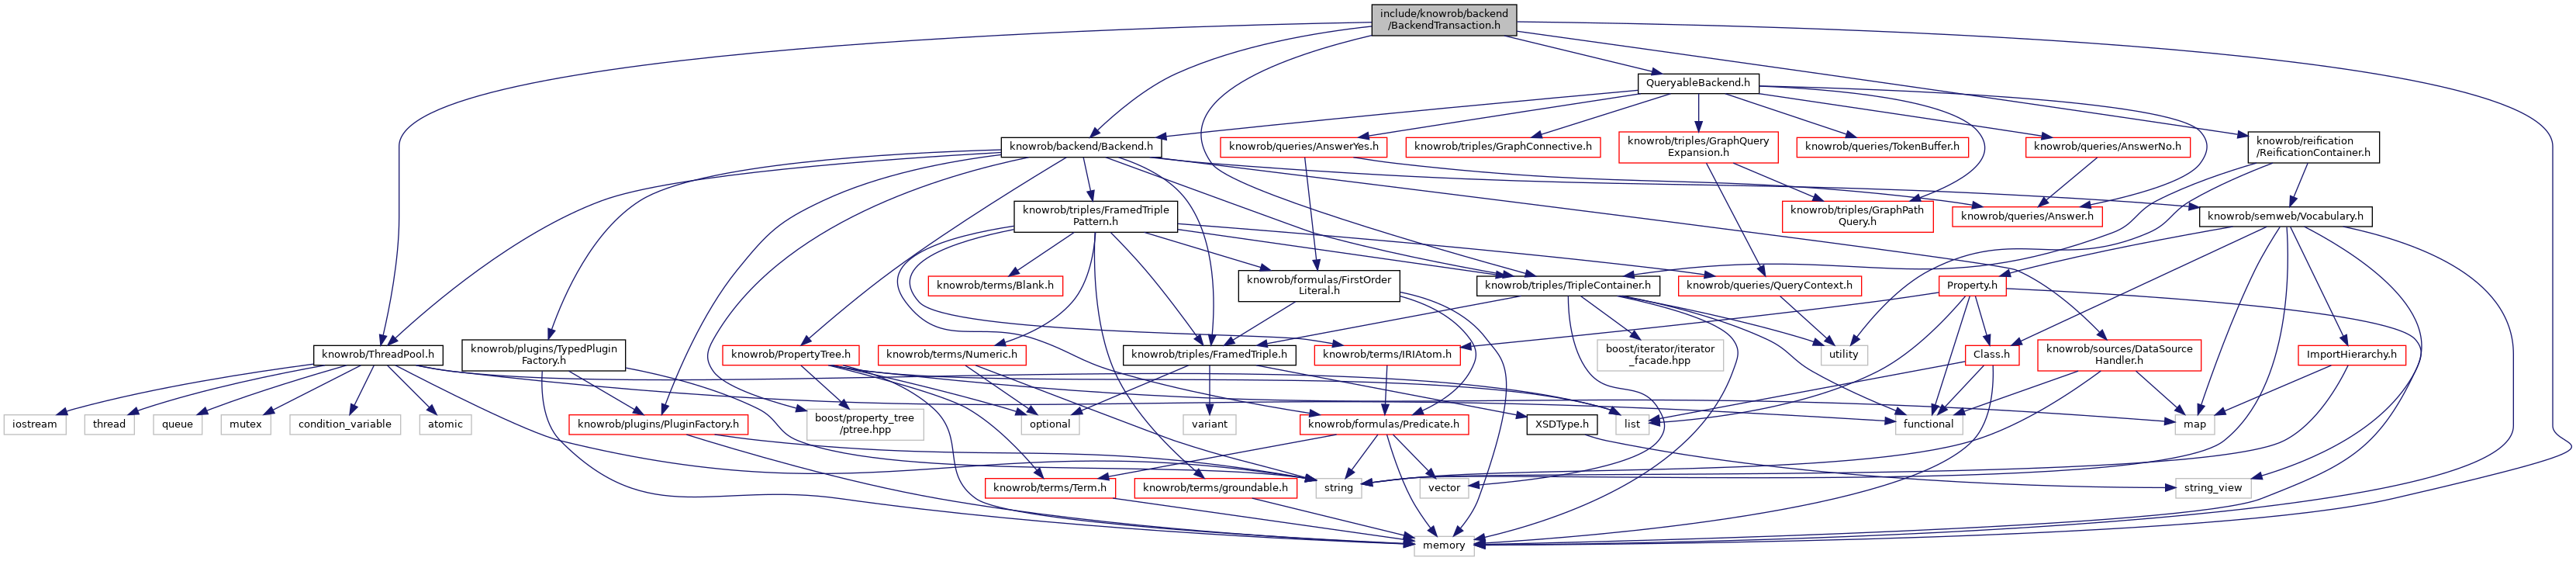 include/knowrob/backend
/BackendTransaction.h
QueryableBackend.h
knowrob/backend/Backend.h
knowrob/queries/AnswerYes.h
knowrob/triples/GraphConnective.h
knowrob/triples/GraphQuery
Expansion.h
knowrob/queries/TokenBuffer.h
knowrob/queries/AnswerNo.h
knowrob/reification
/ReificationContainer.h
knowrob/triples/FramedTriple
Pattern.h
knowrob/triples/GraphPath
Query.h
knowrob/queries/Answer.h
knowrob/semweb/Vocabulary.h
knowrob/terms/Blank.h
knowrob/formulas/FirstOrder
Literal.h
knowrob/triples/TripleContainer.h
knowrob/queries/QueryContext.h
Property.h
knowrob/ThreadPool.h
knowrob/plugins/TypedPlugin
Factory.h
knowrob/PropertyTree.h
knowrob/terms/Numeric.h
knowrob/triples/FramedTriple.h
knowrob/terms/IRIAtom.h
boost/iterator/iterator
_facade.hpp
utility
Class.h
knowrob/sources/DataSource
Handler.h
ImportHierarchy.h
iostream
thread
queue
mutex
condition_variable
atomic
knowrob/plugins/PluginFactory.h
boost/property_tree
/ptree.hpp
optional
variant
knowrob/formulas/Predicate.h
list
XSDType.h
functional
map
knowrob/terms/Term.h
knowrob/terms/groundable.h
string
vector
string_view
memory